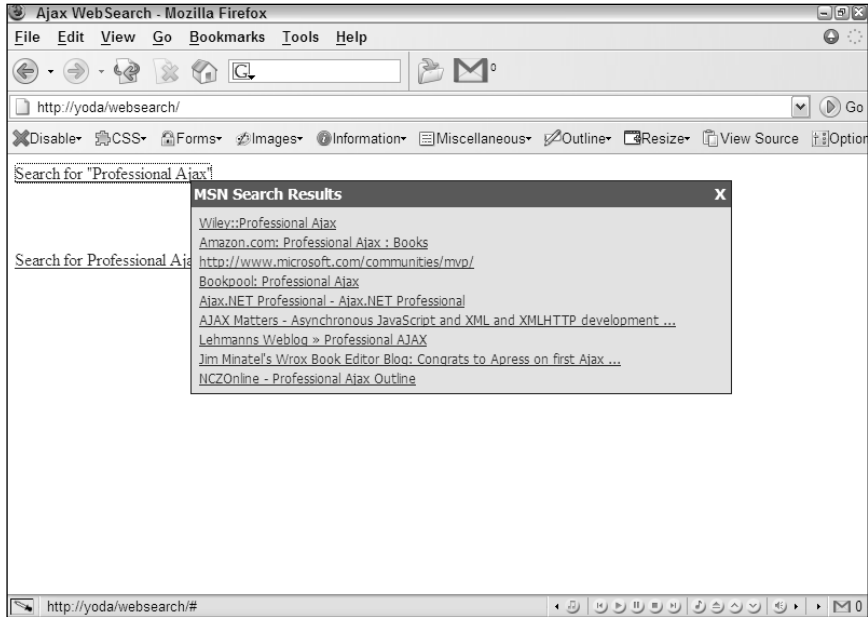 Ajax WebSearch - Mozilla Firefox
File Edit View Go Bookmarks Tools Help
G 0
http://yoda/websearch/ Go
Disable CSS Forms Images Information Miscellaneous Outline Resize View Source Option
Search for "Professional Ajax"
MSN Search Results X
Wiley::Professional Ajax
Amazon.com: Professional Ajax : Books
Search for Professional Aja
http://www.microsoft.com/communities/mvp/
Bookpool: Professional Ajax
Ajax.NET Professional - Ajax.NET Professional
AJAX Matters - Asynchronous JavaScript and XML and XMLHTTP development ...
Lehmanns Weblog » Professional AJAX
Jim Minatel's Wrox Book Editor Blog: Congrats to Apress on first Ajax ...
NCZOnline - Professional Ajax Outline
http://yoda/websearch/# 0